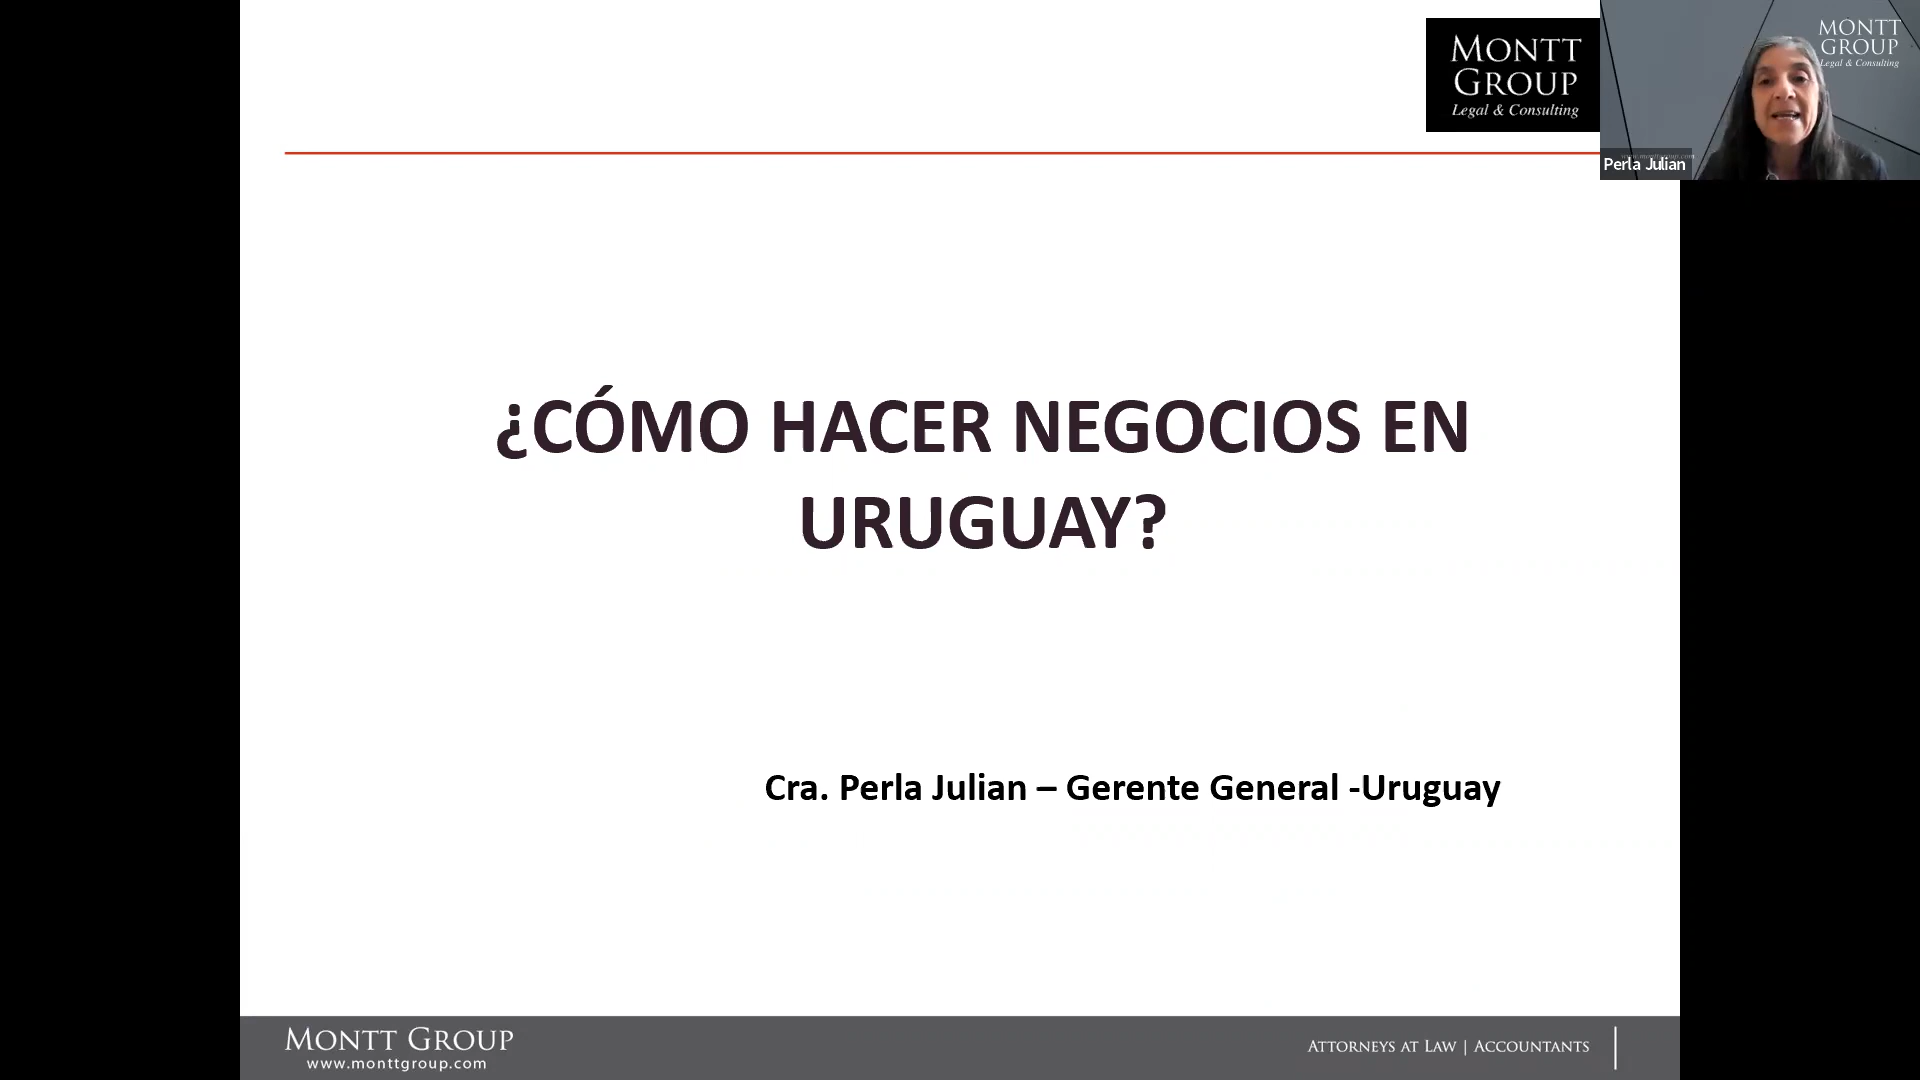 MONTT
GROUP
Legal & Consulting
MONTT
GROUP
Legal & Consulting
Perla Julian
¿CÓMO HACER NEGOCIOS EN
URUGUAY?
Cra. Perla Julian – Gerente General -Uruguay
MONTT GROUP
www.monttgroup.com
ATTORNEYS AT LAW | ACCOUNTANTS